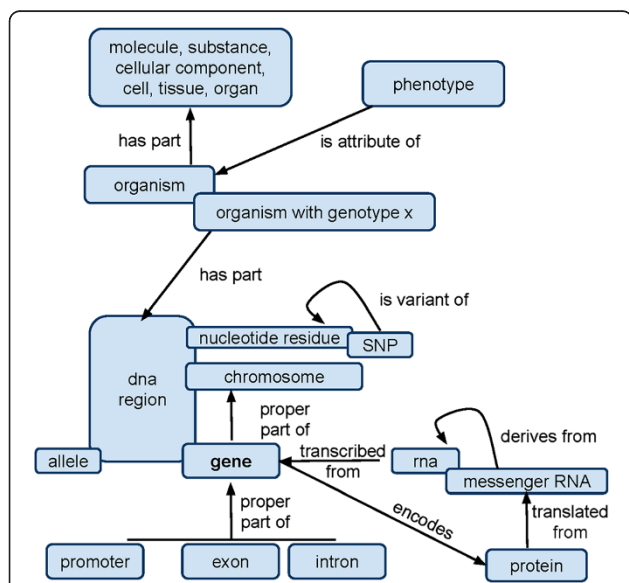 molecule, substance,
cellular component,
cell, tissue, organ
phenotype
has part
is attribute of
organism
organism with genotype x
has part
is variant of
nucleotide residue
SNP
dna
region
chromosome
proper
part of
allele
gene
transcribed
from
rna
derives from
messenger RNA
encodes
translated
from
proper
part of
promoter
exon
intron
protein